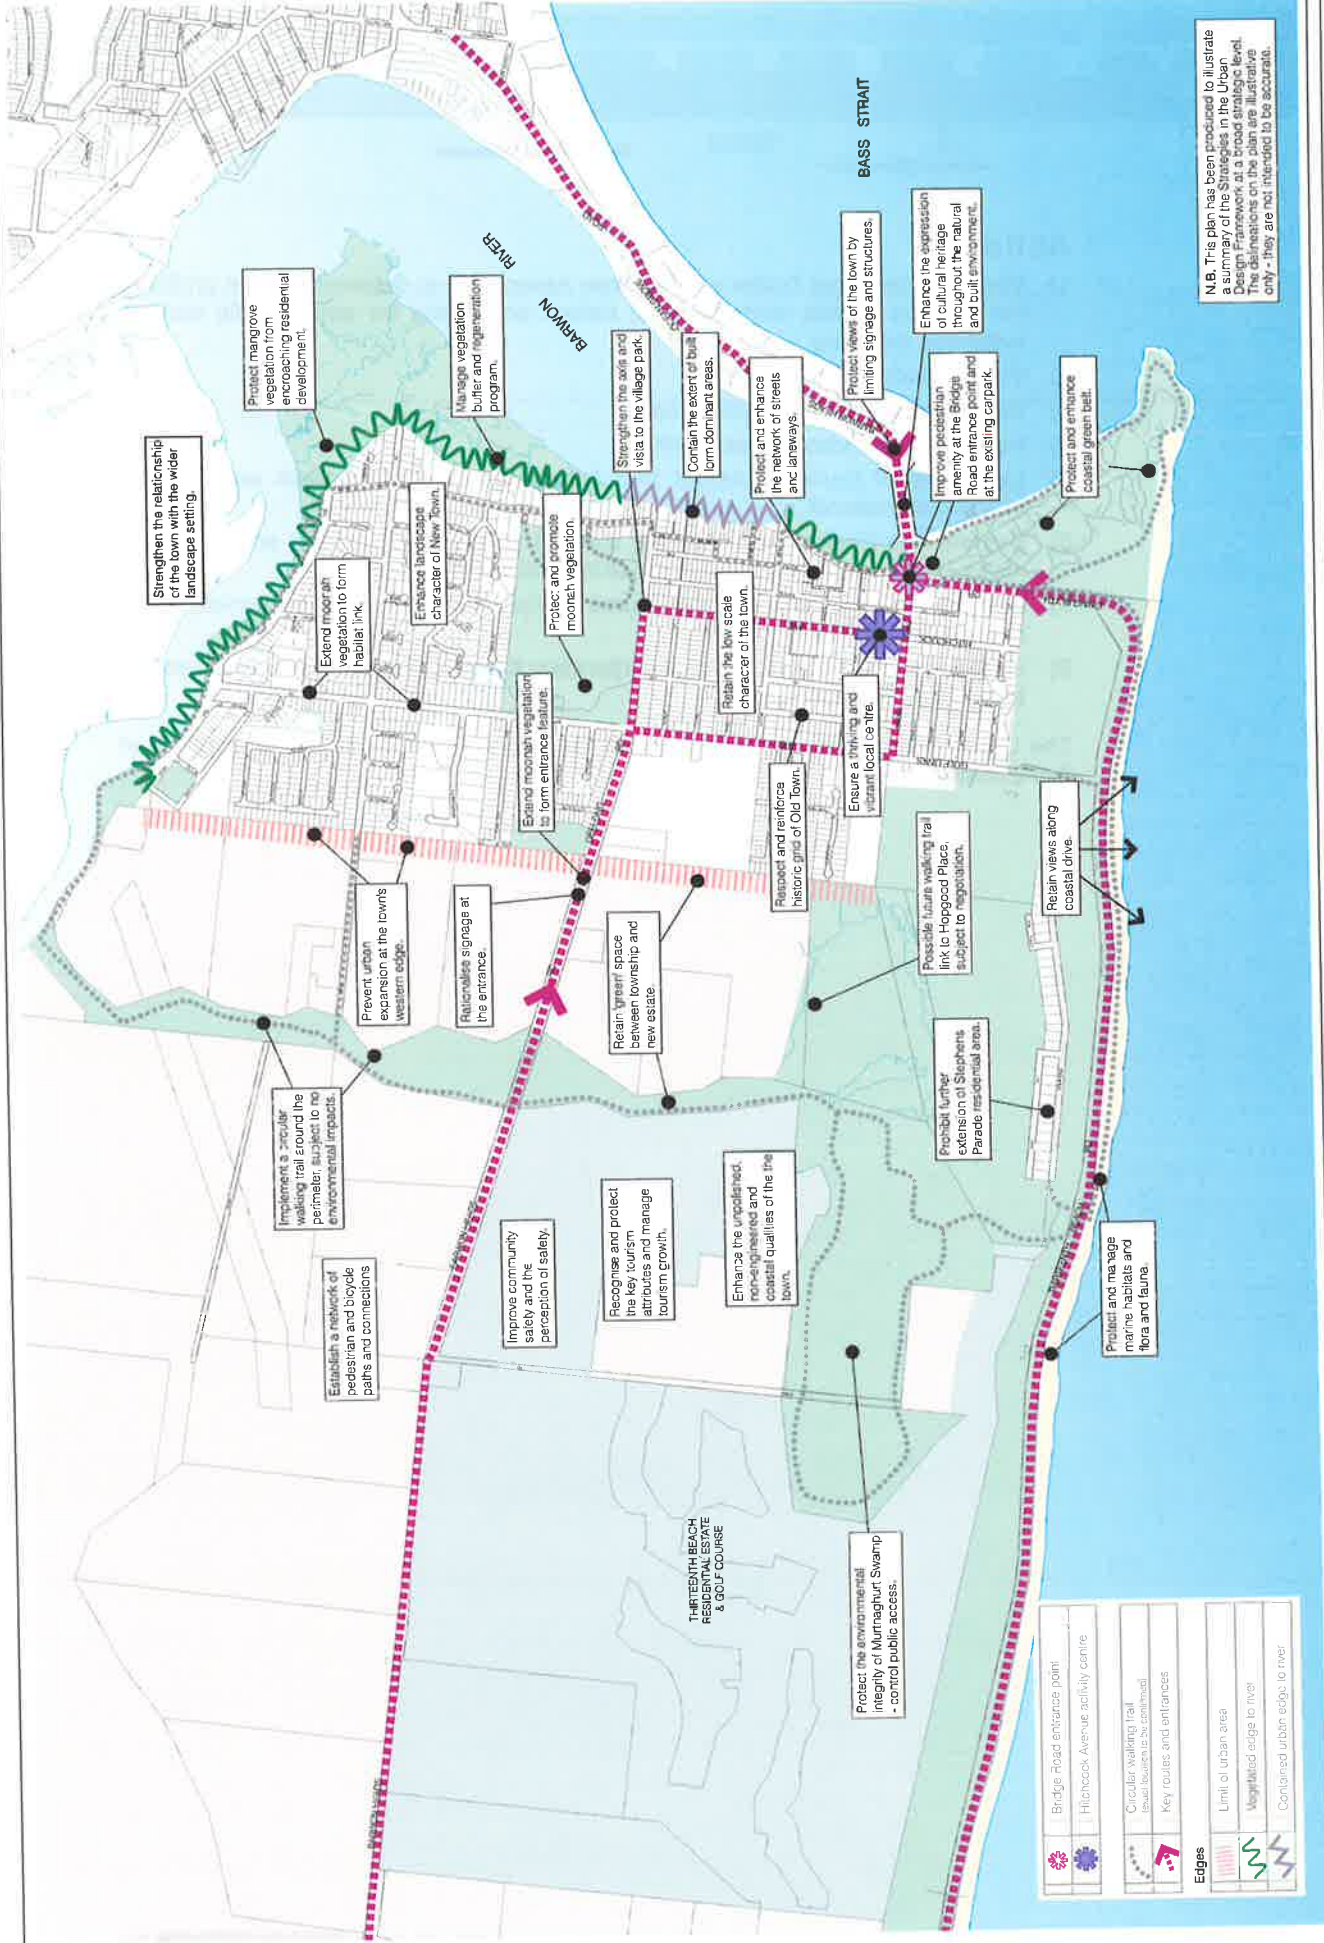 Strengthen the relationship
of the town with the wider
landscape setting.
Protect mangrove
vegetation from
encroaching residential
development.
Manage vegetation
buffer and regeneration
program.
BARWON
RIVER
Extend moonah
vegetation to form
habitat link.
Enhance landscape
character of New Town.
Protect and promote
moonah vegetation.
Strengthen the axis and
vista to the village park.
Contain the extent of built
form dominant areas.
Protect and enhance
the network of streets
and laneways.
Protect views of the town by
limiting signage and structures.
BASS STRAIT
Enhance the expression
of cultural heritage
throughout the natural
and built environment.
Improve pedestrian
amenity at the Bridge
Road entrance point and
at the existing carpark.
Protect and enhance
coastal green belt.
Extend moonah vegetation
to form entrance feature.
Retain the low scale
character of the town.
Ensure a thriving and
vibrant local centre.
Respect and reinforce
historic grid of Old Town.
HITCHCOCK
GOLF LINKS
Prevent urban
expansion at the town's
western edge.
Rationalise signage at
the entrance.
Retain 'green' space
between township and
new estate.
Possible future walking trail
link to Hopgood Place,
subject to negotiation.
Retain views along
coastal drive.
Implement a circular
walking trail around the
perimeter, subject to no
environmental impacts.
Prohibit further
extension of Stephens
Parade residential area.
Establish a network of
pedestrian and bicycle
paths and connections
Improve community
safety and the
perception of safety.
Recognise and protect
the key tourism
attributes and manage
tourism growth.
Enhance the unpolished,
non-engineered and
coastal qualities of the the
town.
Protect and manage
marine habitats and
flora and fauna.
THIRTEENTH BEACH
RESIDENTIAL ESTATE
& GOLF COURSE
Protect the environmental
integrity of Murtnaghurt Swamp
- control public access.
Bridge Road entrance point
Hitchcock Avenue activity centre
Circular walking trail
(exact location to be confirmed)
Key routes and entrances
Edges
Limit of urban area
Vegetated edge to river
Contained urban edge to river
N.B. This plan has been produced to illustrate
a summary of the Strategies in the Urban
Design Framework at a broad strategic level.
The delineations on the plan are illustrative
only - they are not intended to be accurate.